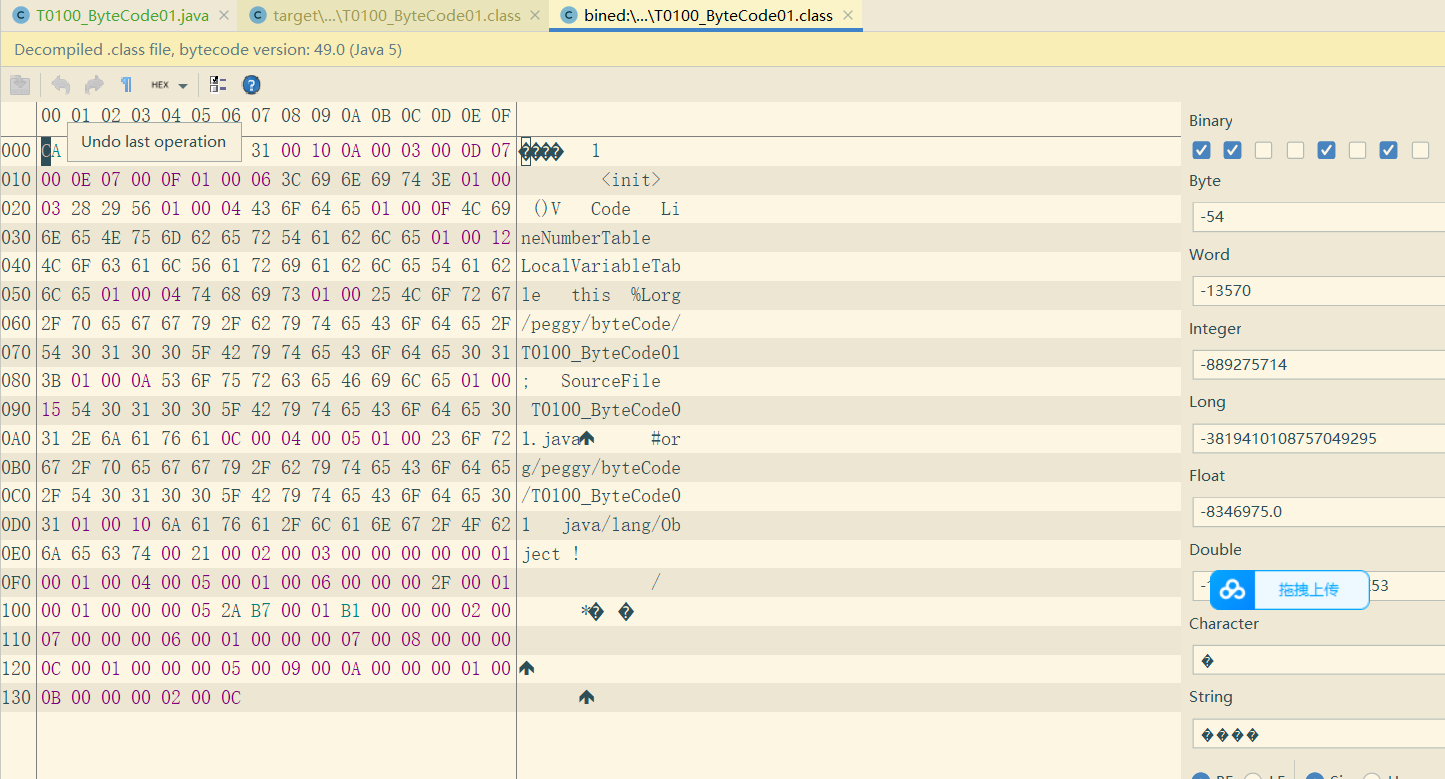 T0100_ByteCode01.java × target\...\T0100_ByteCode01.class × bined:\...\T0100_ByteCode01.class ×
Decompiled .class file, bytecode version: 49.0 (Java 5)
HEX
00 01 02 03 04 05 06 07 08 09 0A 0B 0C 0D 0E 0F
Undo last operation
000 CA 31 00 10 0A 00 03 00 0D 07 ���� 1
010 00 0E 07 00 0F 01 00 06 3C 69 6E 69 74 3E 01 00 <init>
020 03 28 29 56 01 00 04 43 6F 64 65 01 00 0F 4C 69 ()V Code Li
030 6E 65 4E 75 6D 62 65 72 54 61 62 6C 65 01 00 12 neNumberTable
040 4C 6F 63 61 6C 56 61 72 69 61 62 6C 65 54 61 62 LocalVariableTab
050 6C 65 01 00 04 74 68 69 73 01 00 25 4C 6F 72 67 le this %Lorg
060 2F 70 65 67 67 79 2F 62 79 74 65 43 6F 64 65 2F /peggy/byteCode/
070 54 30 31 30 30 5F 42 79 74 65 43 6F 64 65 30 31 T0100_ByteCode01
080 3B 01 00 0A 53 6F 75 72 63 65 46 69 6C 65 01 00 ; SourceFile
090 15 54 30 31 30 30 5F 42 79 74 65 43 6F 64 65 30 T0100_ByteCode0
0A0 31 2E 6A 61 76 61 0C 00 04 00 05 01 00 23 6F 72 1.java #or
0B0 67 2F 70 65 67 67 79 2F 62 79 74 65 43 6F 64 65 g/peggy/byteCode
0C0 2F 54 30 31 30 30 5F 42 79 74 65 43 6F 64 65 30 /T0100_ByteCode0
0D0 31 01 00 10 6A 61 76 61 2F 6C 61 6E 67 2F 4F 62 1 java/lang/Ob
0E0 6A 65 63 74 00 21 00 02 00 03 00 00 00 00 00 01 ject !
0F0 00 01 00 04 00 05 00 01 00 06 00 00 00 2F 00 01 /
100 00 01 00 00 00 05 2A B7 00 01 B1 00 00 00 02 00 *� �
110 07 00 00 00 06 00 01 00 00 00 07 00 08 00 00 00
120 0C 00 01 00 00 00 05 00 09 00 0A 00 00 00 01 00
130 0B 00 00 00 02 00 0C
Binary
Byte
-54
Word
-13570
Integer
-889275714
Long
-3819410108757049295
Float
-8346975.0
Double
53
拖拽上传
Character
�
String
����